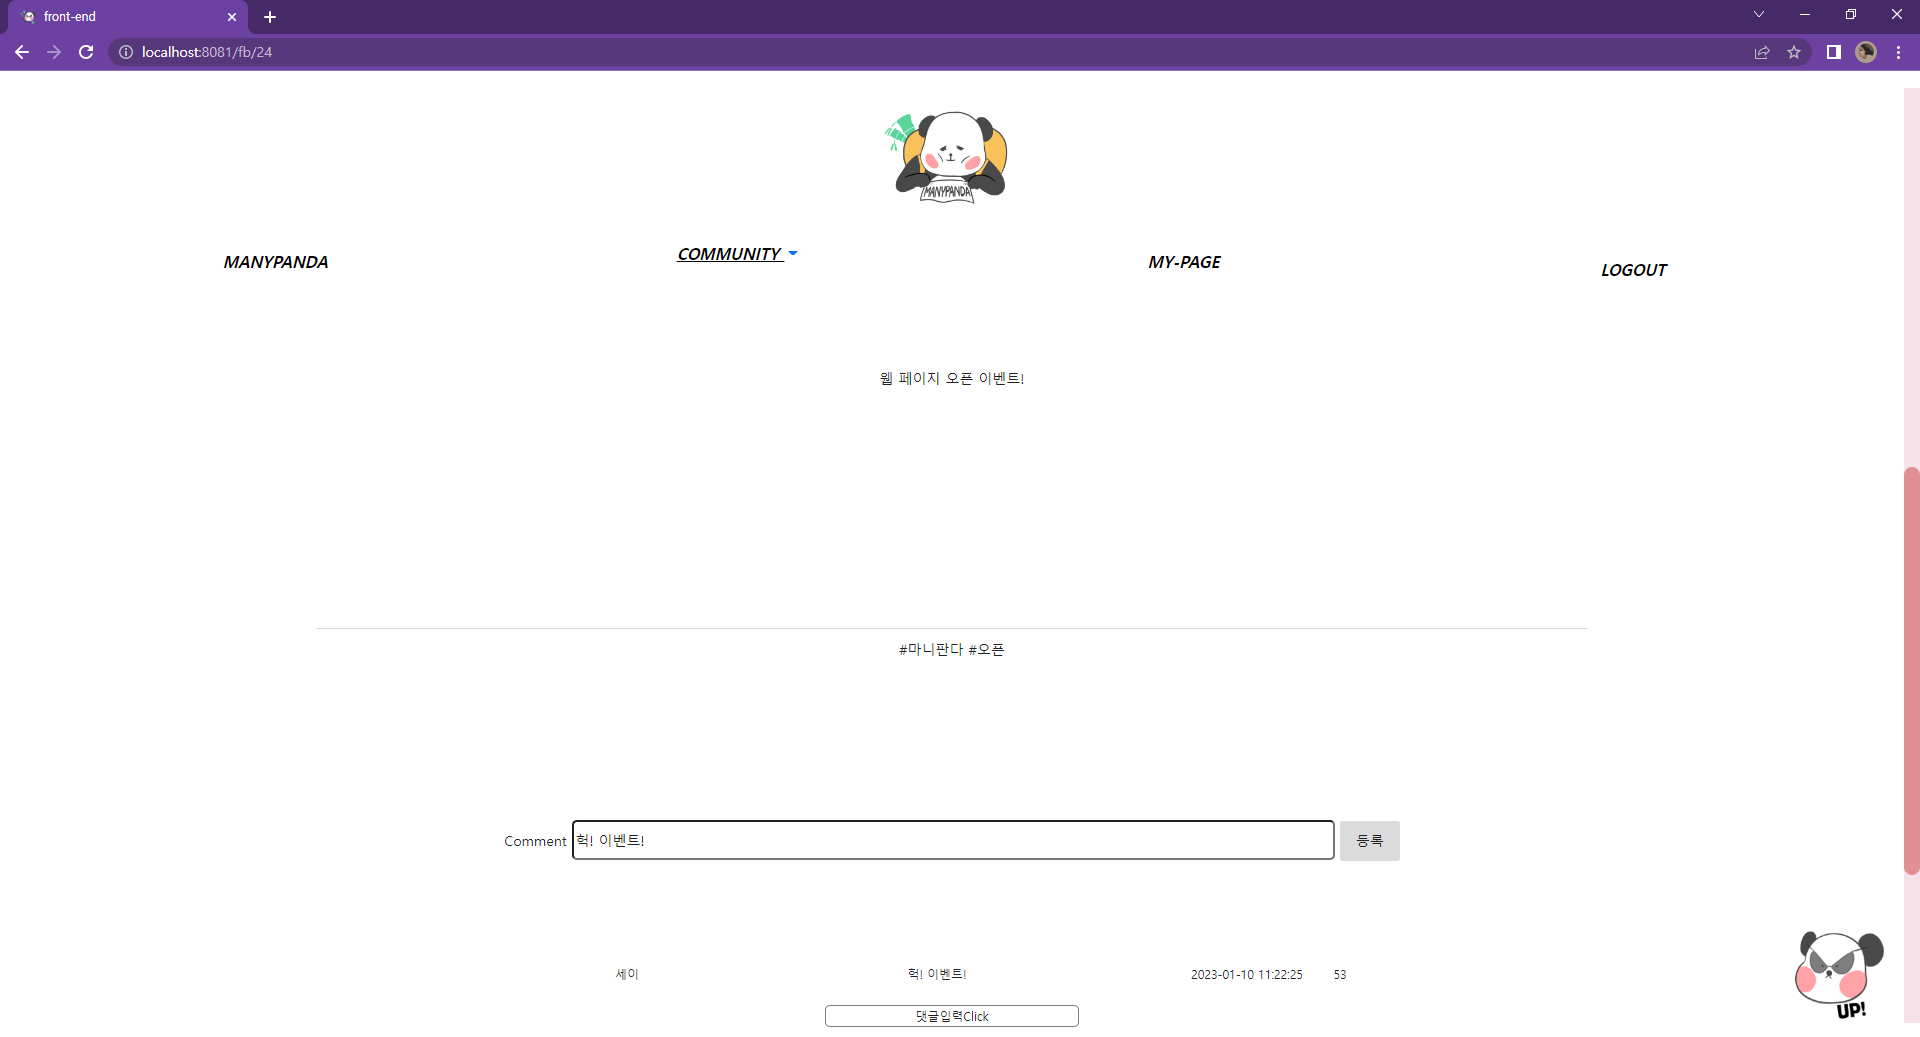 front-end
localhost:8081/fb/24
MANYPANDA
MANYPANDA
COMMUNITY
MY-PAGE
LOGOUT
웹 페이지 오픈 이벤트!
#마니판다 #오픈
Comment
헉! 이벤트!
등록
세이
헉! 이벤트!
2023-01-10 11:22:25
53
댓글입력Click
UP!